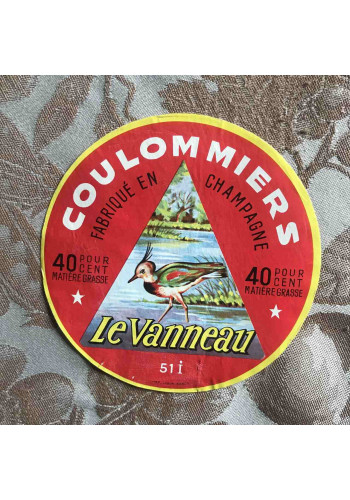 COULOMMIERS
FABRIQUÉ EN CHAMPAGNE
40 POUR CENT
MATIÈRE GRASSE
40 POUR CENT
MATIÈRE GRASSE
Le Vanneau
51 i